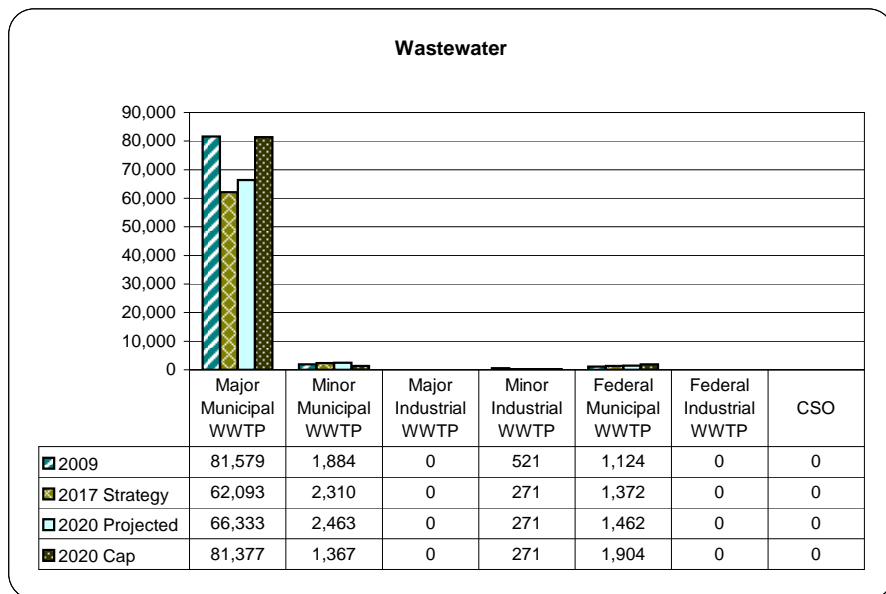 Wastewater
90,000
80,000
70,000
60,000
50,000
40,000
30,000
20,000
10,000
0
Major Municipal WWTP Minor Municipal WWTP Major Industrial WWTP Minor Industrial WWTP Federal Municipal WWTP Federal Industrial WWTP CSO
2009 81,579 1,884 0 521 1,124 0 0
2017 Strategy 62,093 2,310 0 271 1,372 0 0
2020 Projected 66,333 2,463 0 271 1,462 0 0
2020 Cap 81,377 1,367 0 271 1,904 0 0